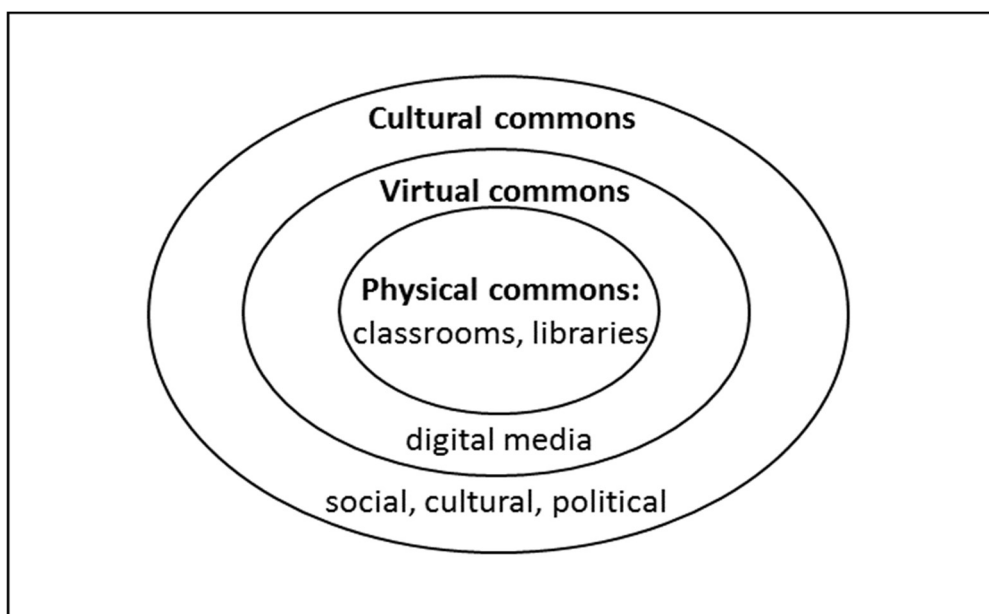 Cultural commons
Virtual commons
Physical commons:
classrooms, libraries
digital media
social, cultural, political